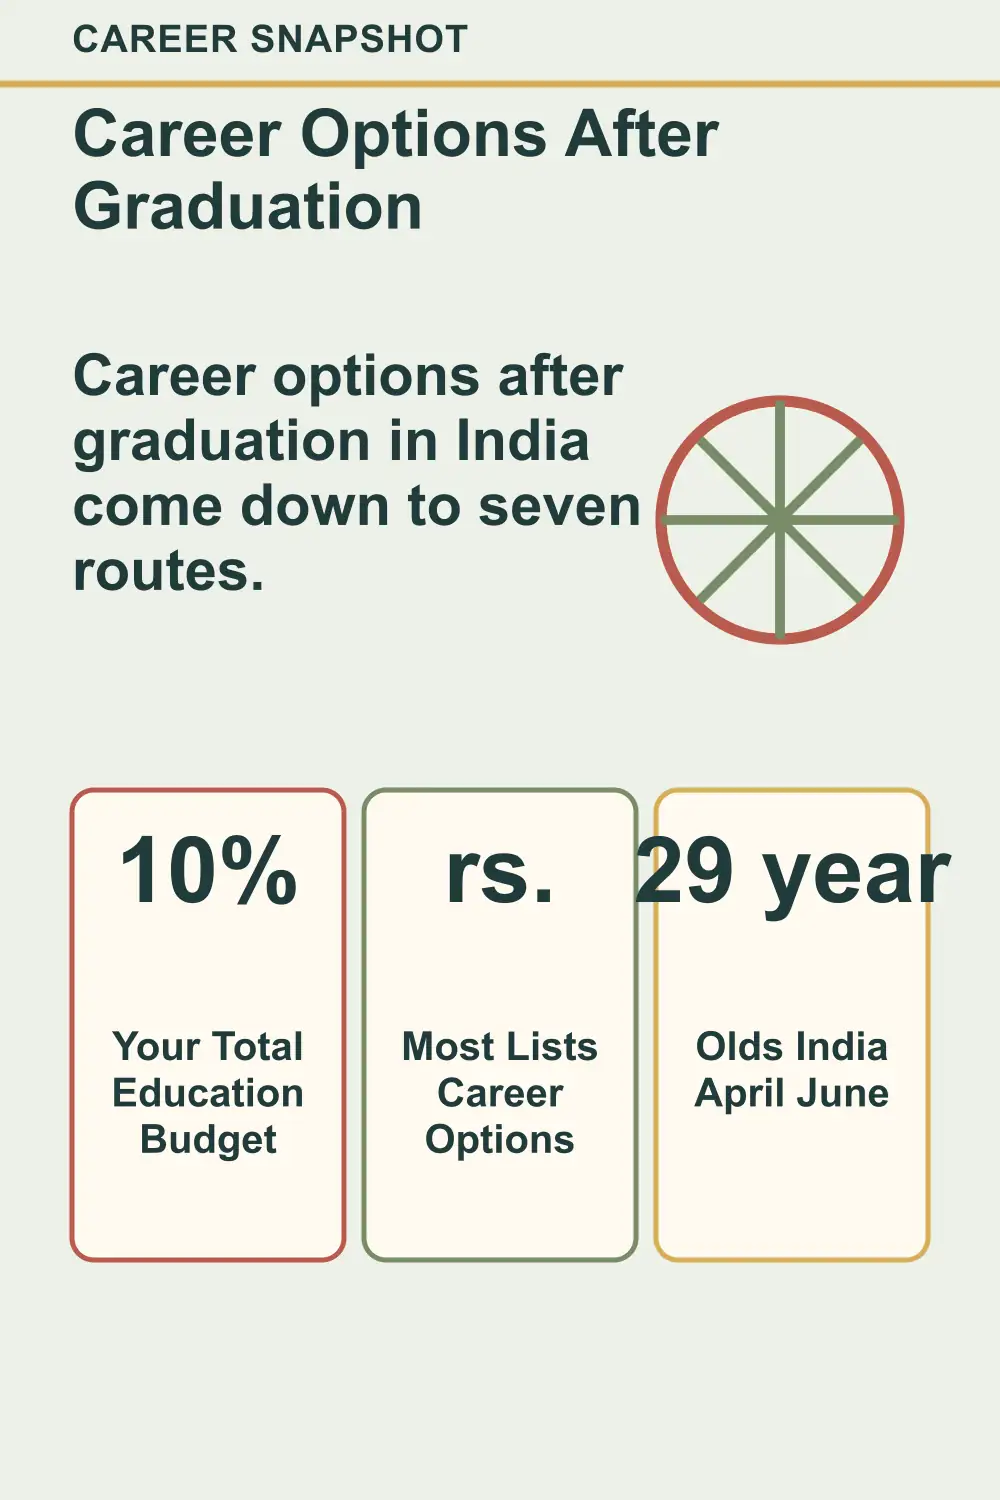 CAREER SNAPSHOT
Career Options After
Graduation
Career options after
graduation in India
come down to seven
routes.
10%
Your Total
Education
Budget
rs.
Most Lists
Career
Options
29 year
Olds India
April June